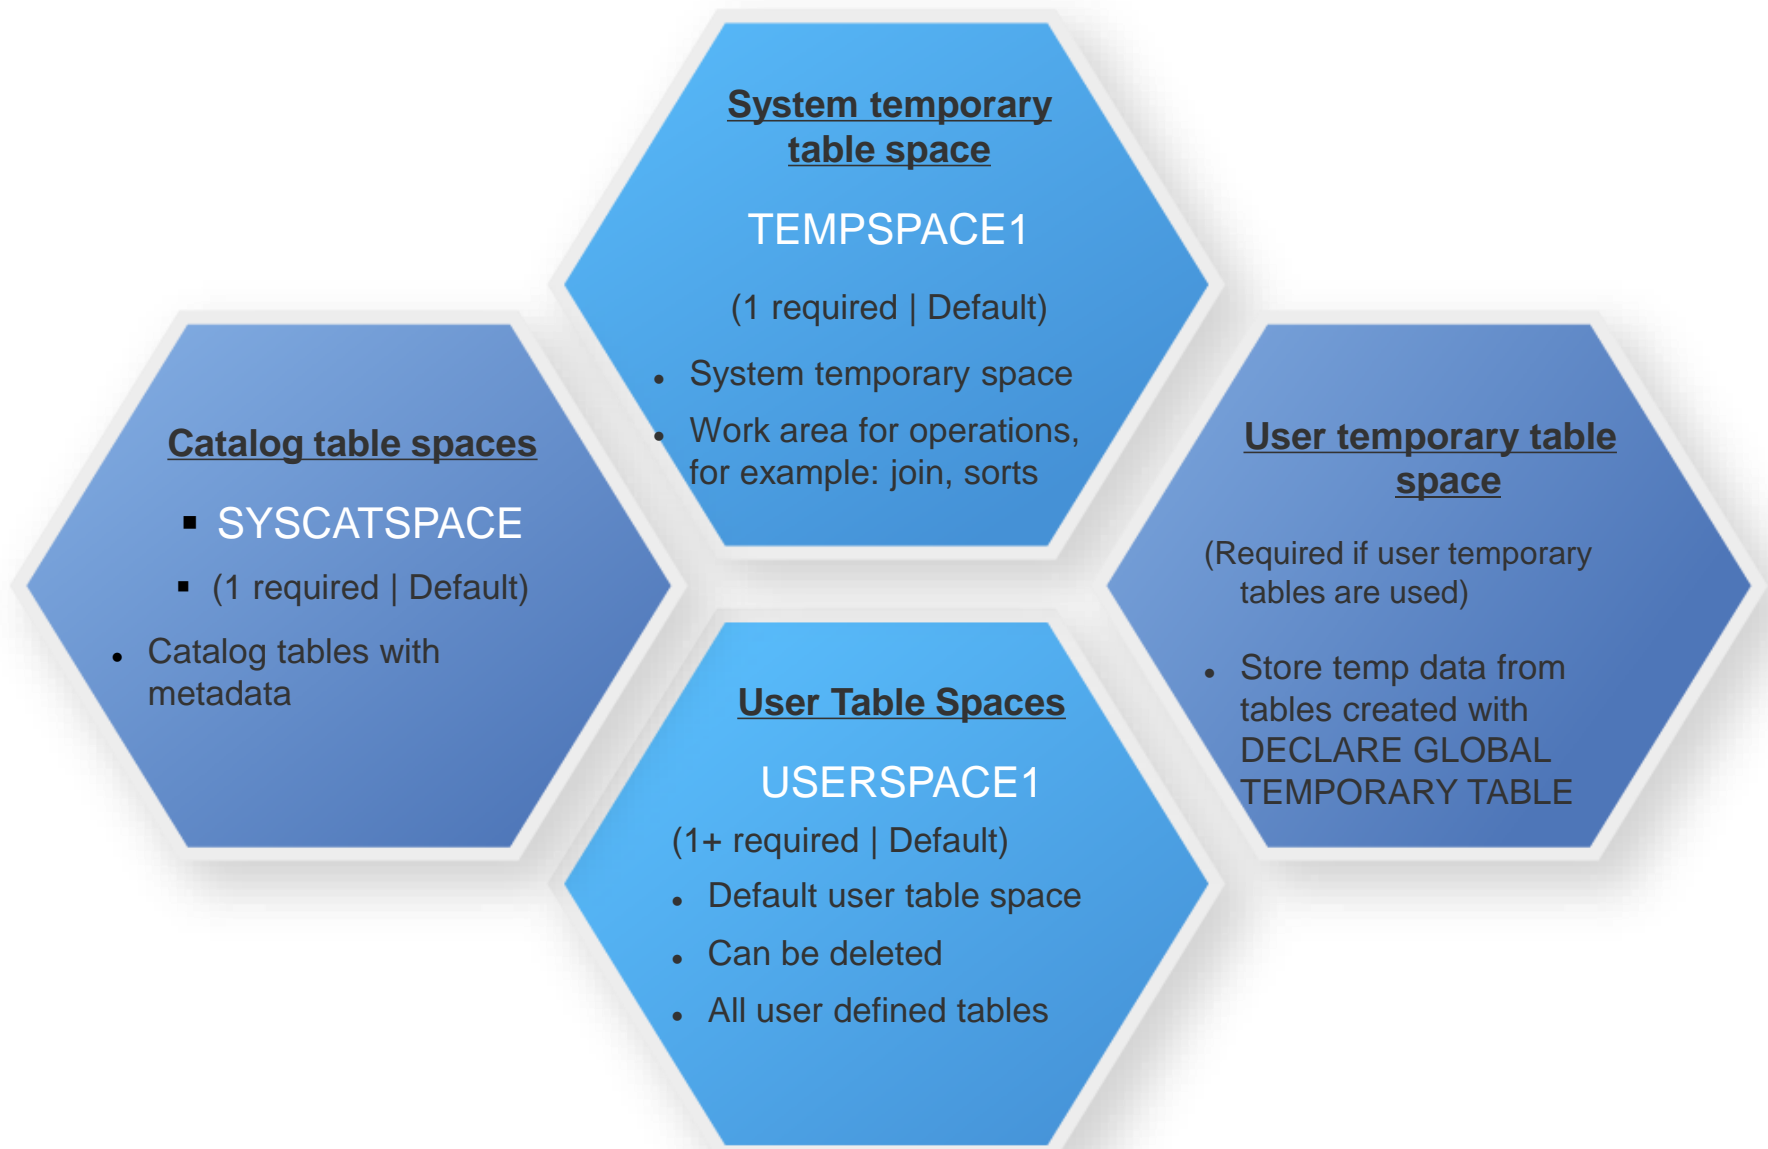 System temporary
table space
TEMPSPACE1
(1 required | Default)
• System temporary space
• Work area for operations,
for example: join, sorts
Catalog table spaces
▪ SYSCATSPACE
▪ (1 required | Default)
• Catalog tables with
metadata
User temporary table
space
(Required if user temporary
tables are used)
• Store temp data from
tables created with
DECLARE GLOBAL
TEMPORARY TABLE
User Table Spaces
USERSPACE1
(1+ required | Default)
• Default user table space
• Can be deleted
• All user defined tables